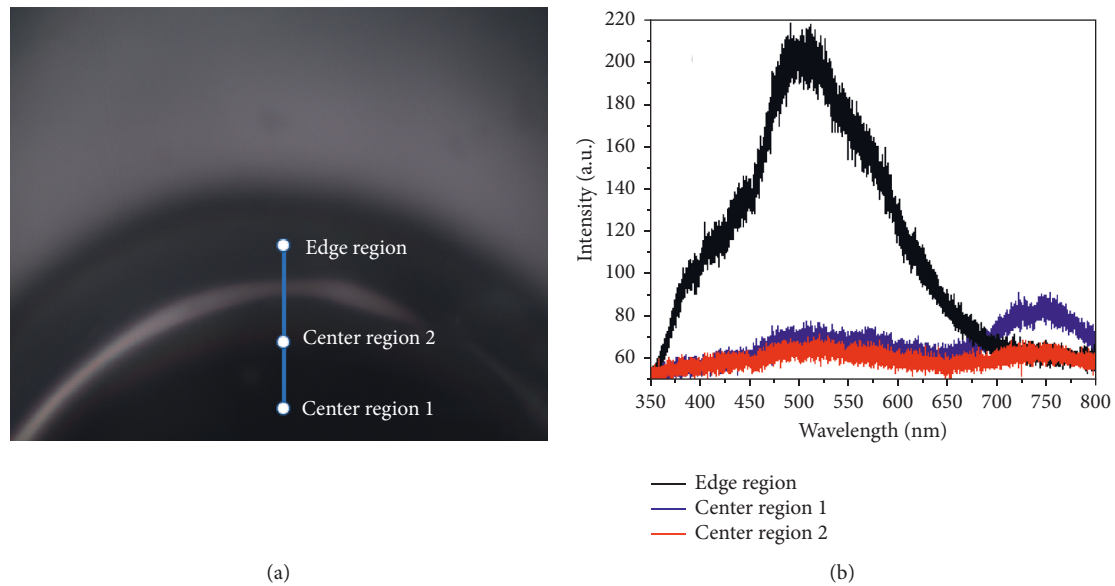 Edge region
Center region 2
Center region 1
(a)
220
200
180
160
140
120
100
80
60
Intensity (a.u.)
350 400 450 500 550 600 650 700 750 800
Wavelength (nm)
Edge region
Center region 1
Center region 2
(b)